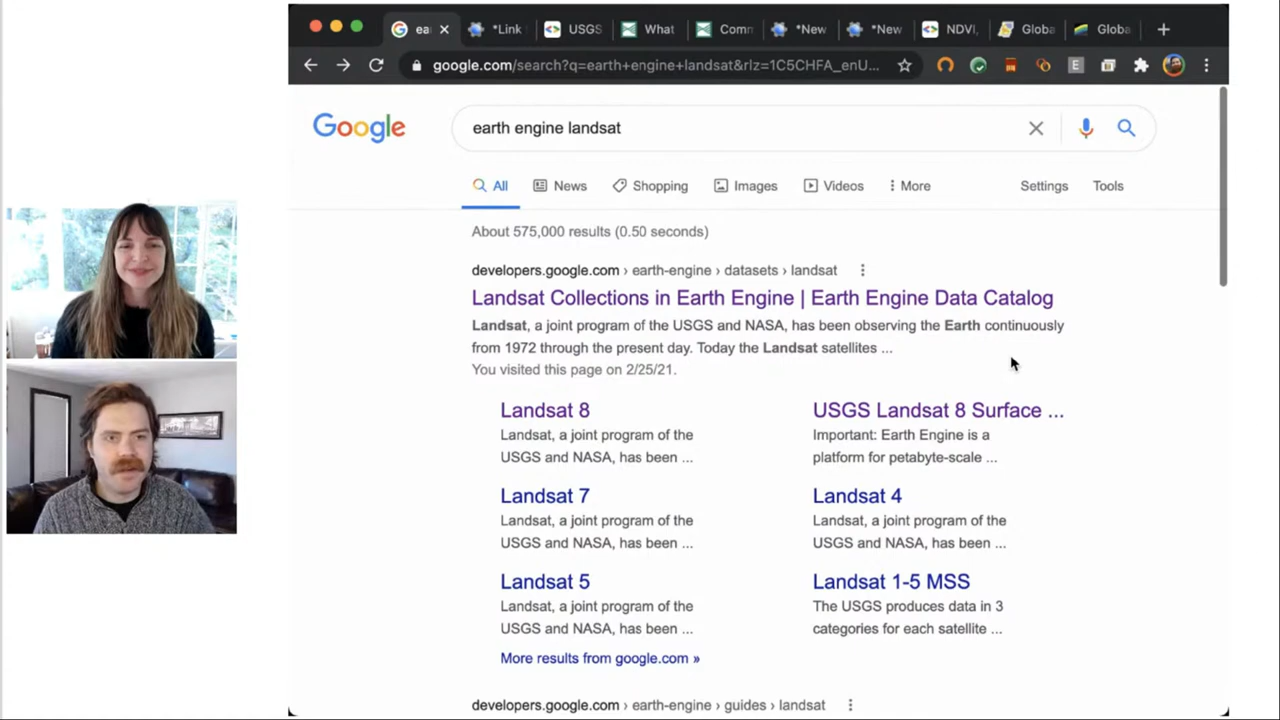 ea
*Link
USGS
What
Comm
*New
*New
NDVI,
Globa
Globa
google.com/search?q=earth+engine+landsat&rlz=1C5CHFA_enU...
E
Google
earth engine landsat
All
News
Shopping
Images
Videos
More
Settings
Tools
About 575,000 results (0.50 seconds)
developers.google.com › earth-engine › datasets › landsat
Landsat Collections in Earth Engine | Earth Engine Data Catalog
Landsat, a joint program of the USGS and NASA, has been observing the Earth continuously
from 1972 through the present day. Today the Landsat satellites ...
You visited this page on 2/25/21.
Landsat 8
Landsat, a joint program of the
USGS and NASA, has been ...
USGS Landsat 8 Surface ...
Important: Earth Engine is a
platform for petabyte-scale ...
Landsat 7
Landsat, a joint program of the
USGS and NASA, has been ...
Landsat 4
Landsat, a joint program of the
USGS and NASA, has been ...
Landsat 5
Landsat, a joint program of the
USGS and NASA, has been ...
Landsat 1-5 MSS
The USGS produces data in 3
categories for each satellite ...
More results from google.com »
developers.google.com › earth-engine › guides › landsat